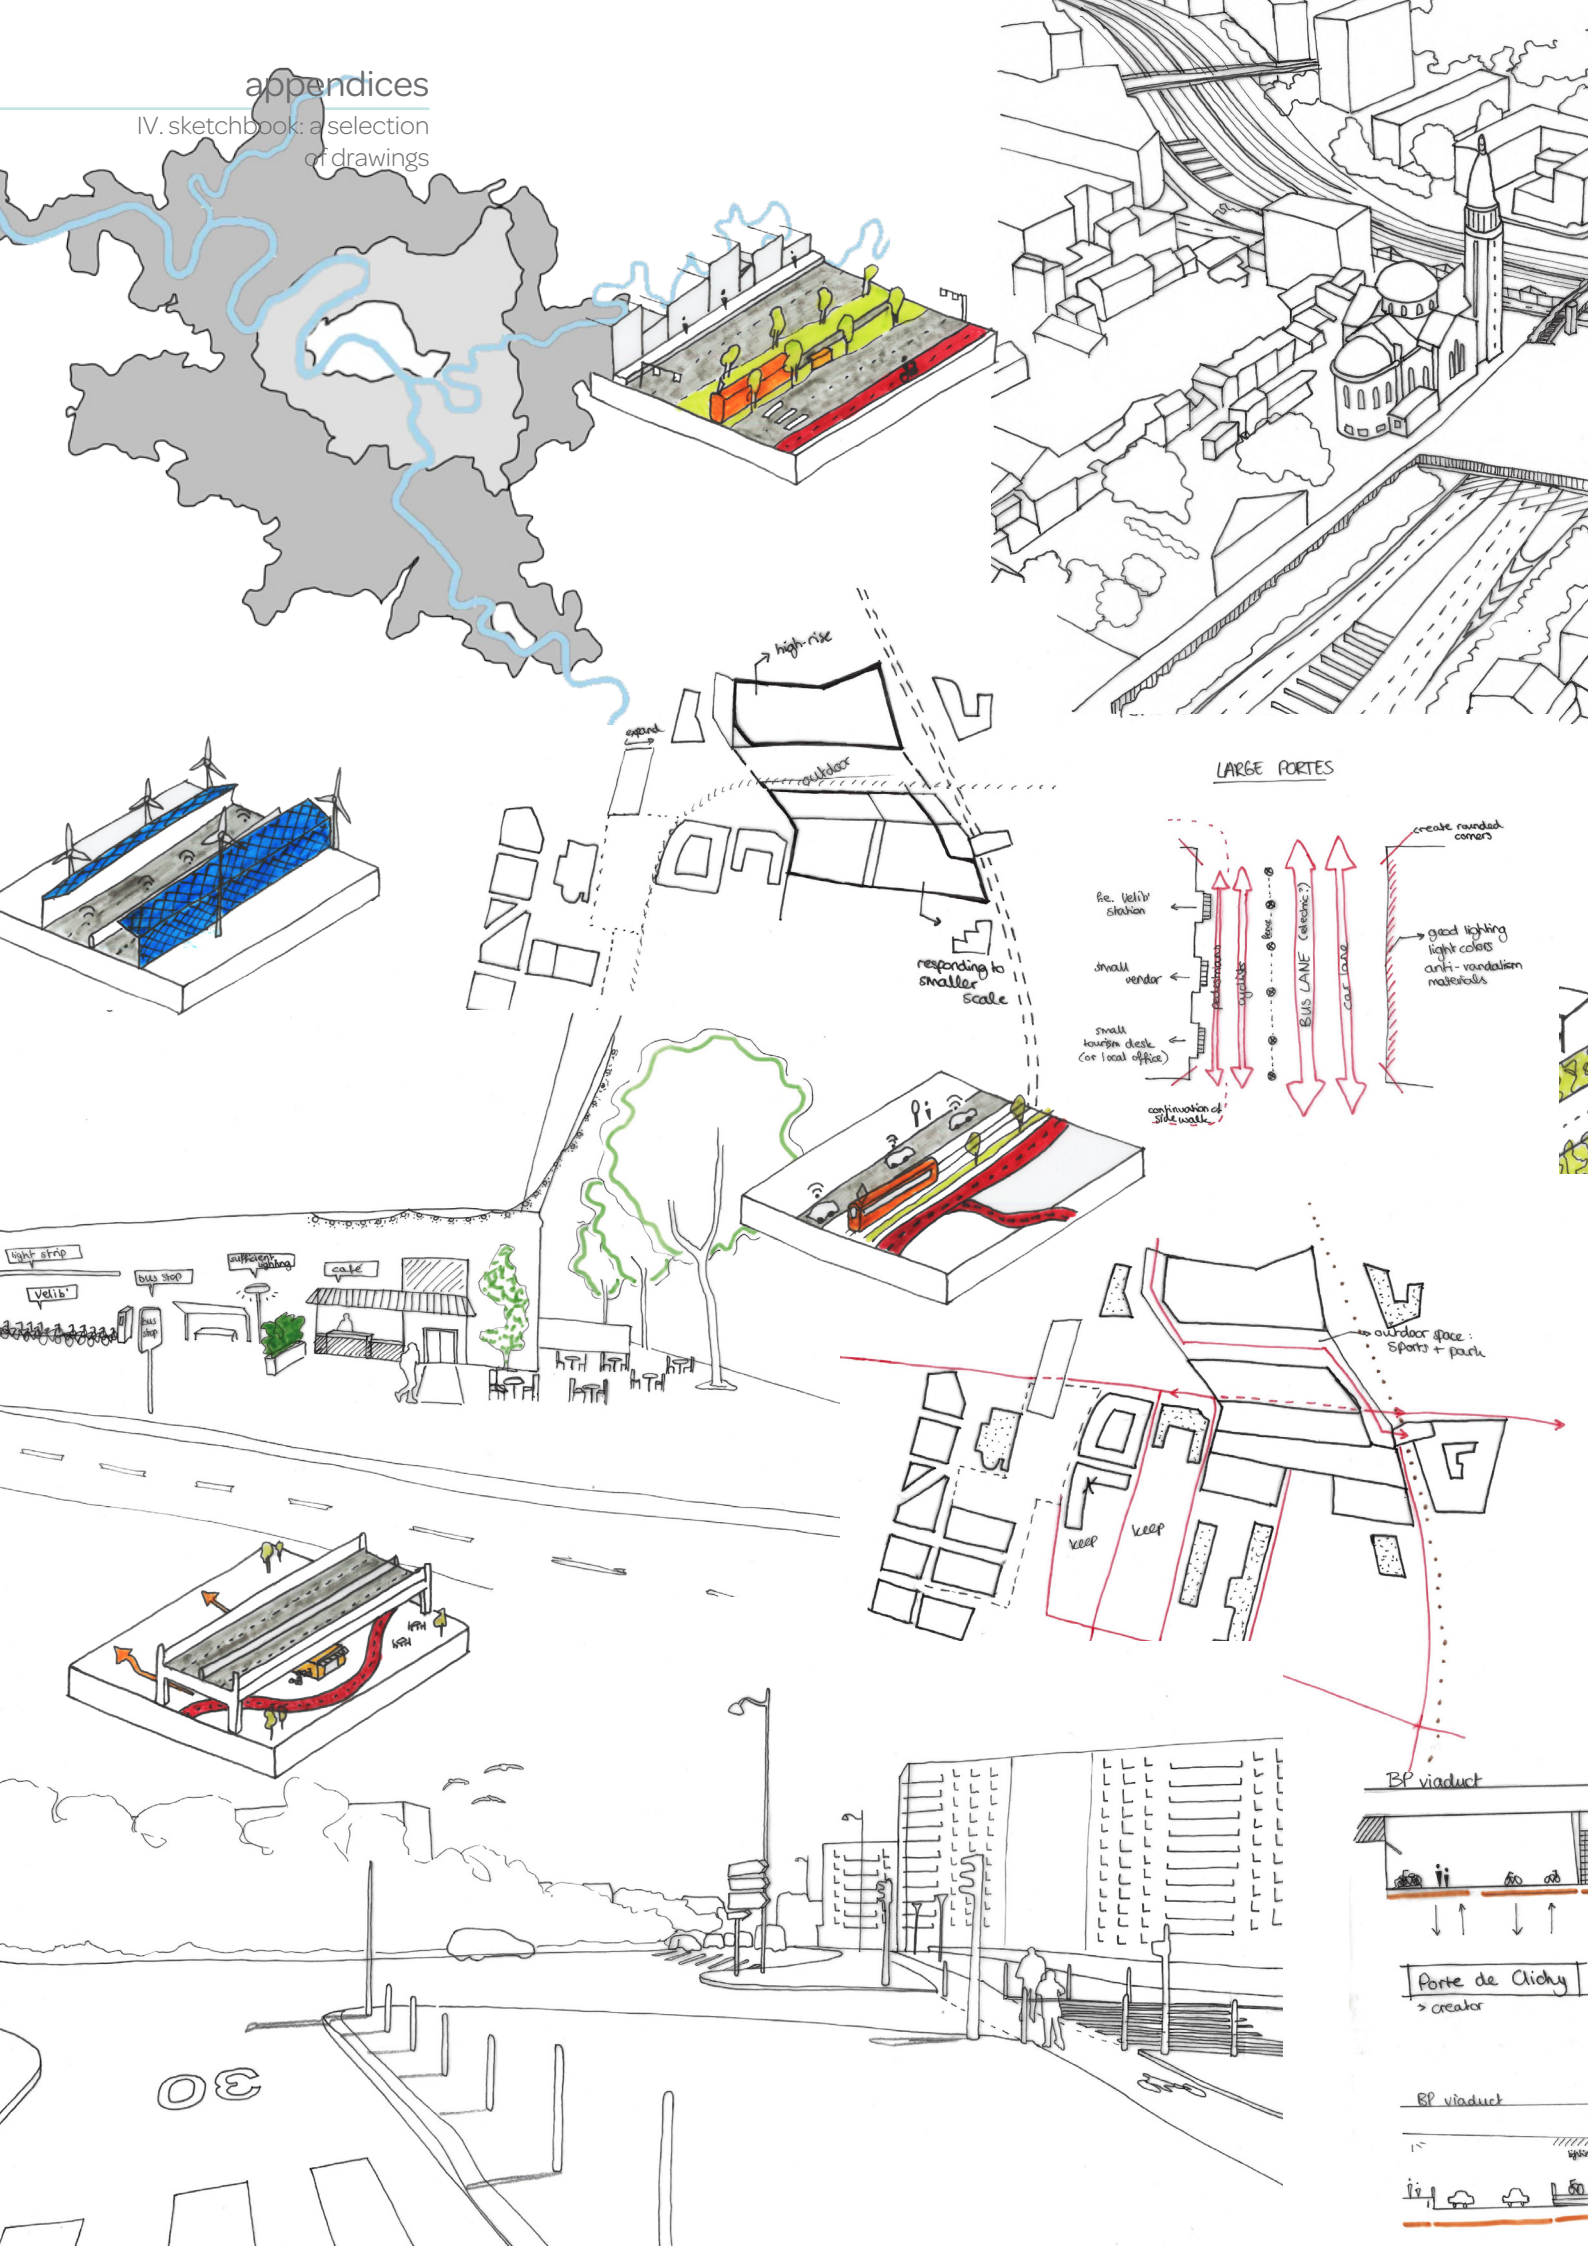 appendices
IV. sketchbook: a selection
of drawings
high-rise
expand
outdoor
responding to
smaller
scale
LARGE PORTES
create rounded
corners
i.e. Velib'
station
small
vendor
small
tourism desk
(or local office)
pedestrians
cyclists
fence
BUS LANE (electric?)
car lane
good lighting
light colors
anti-vandalism
materials
continuation of
side walk
light strip
Velib'
bus stop
bus
stop
sufficient
lighting
café
outdoor space:
sports + park
keep
keep
30
BP viaduct
Porte de Clichy
> creator
BP viaduct